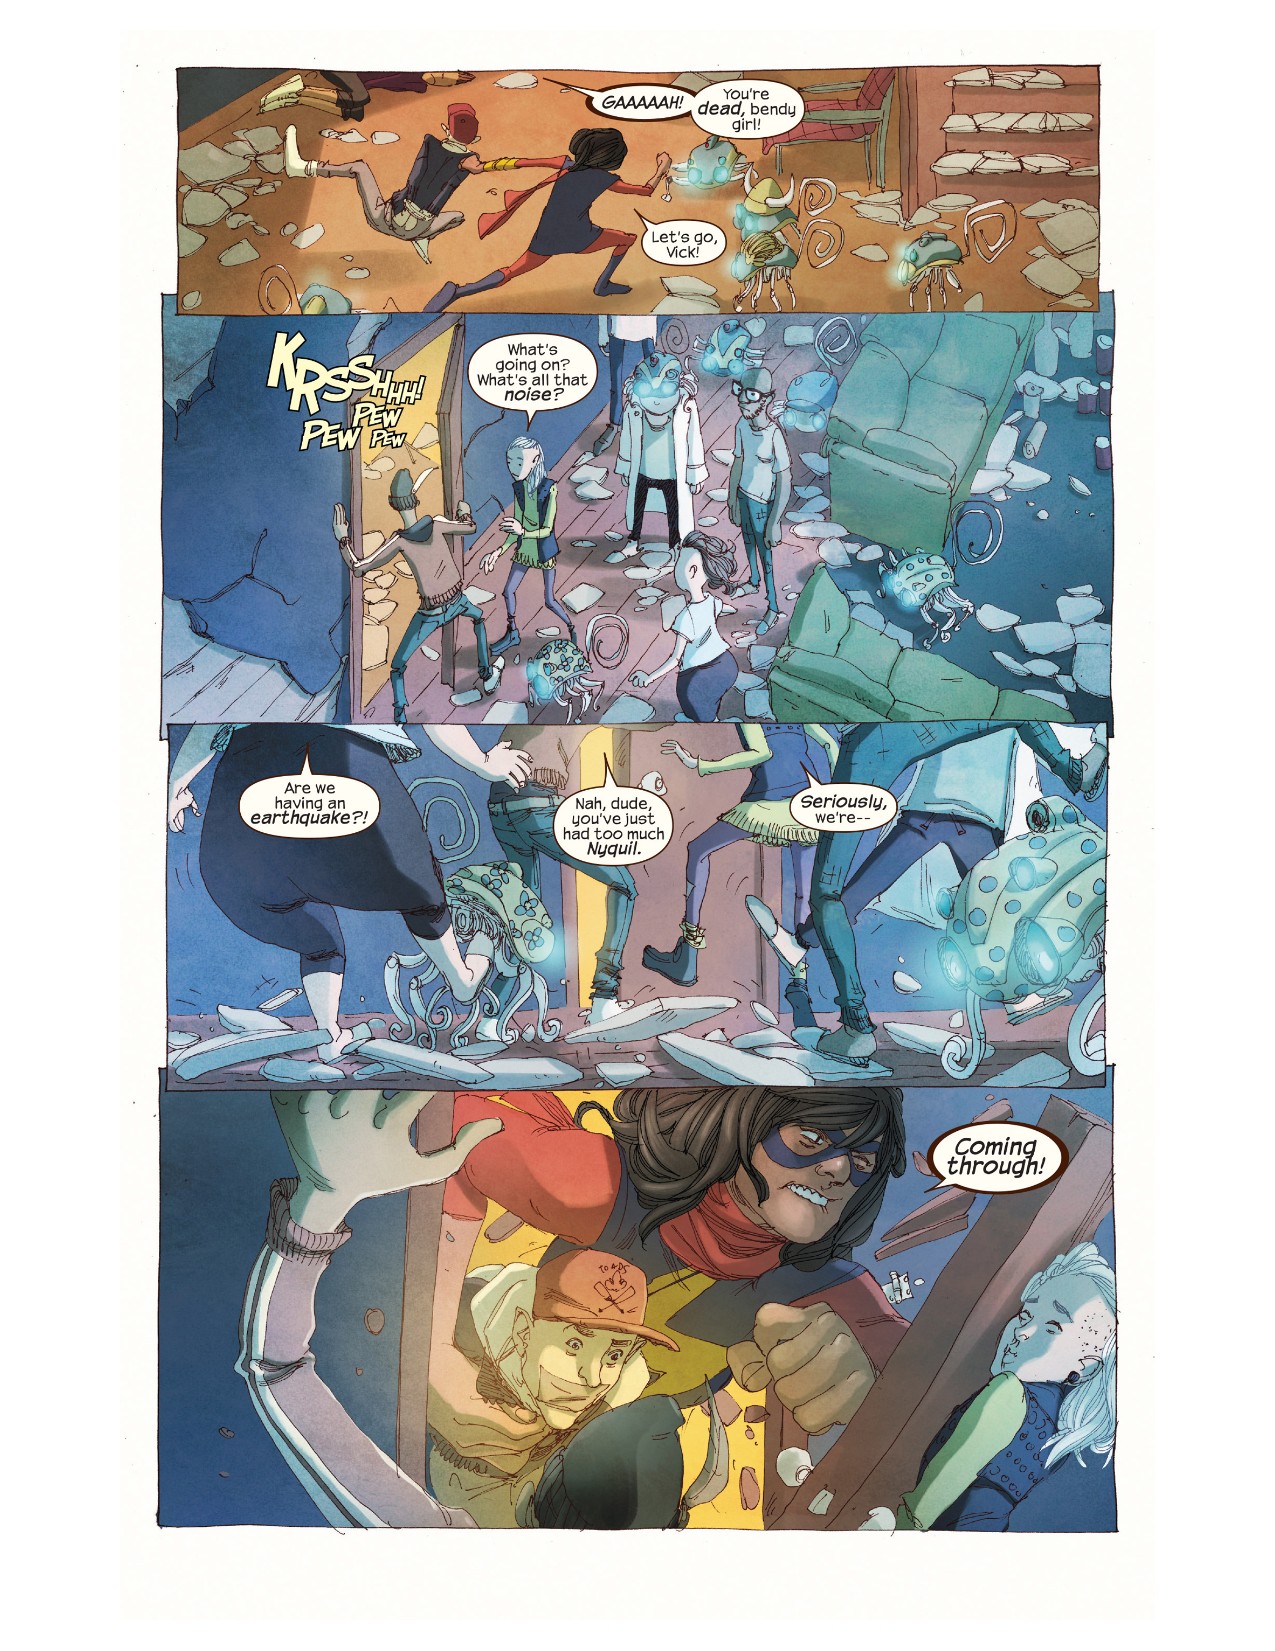 GAAAAAH!
You're
dead, bendy
girl!
Let's go,
Vick!
KRSSHHH!
PEW
PEW PEW
What's
going on?
What's all that
noise?
Are we
having an
earthquake?!
Nah, dude,
you've just
had too much
Nyquil.
Seriously,
we're--
Coming
through!
TOADS